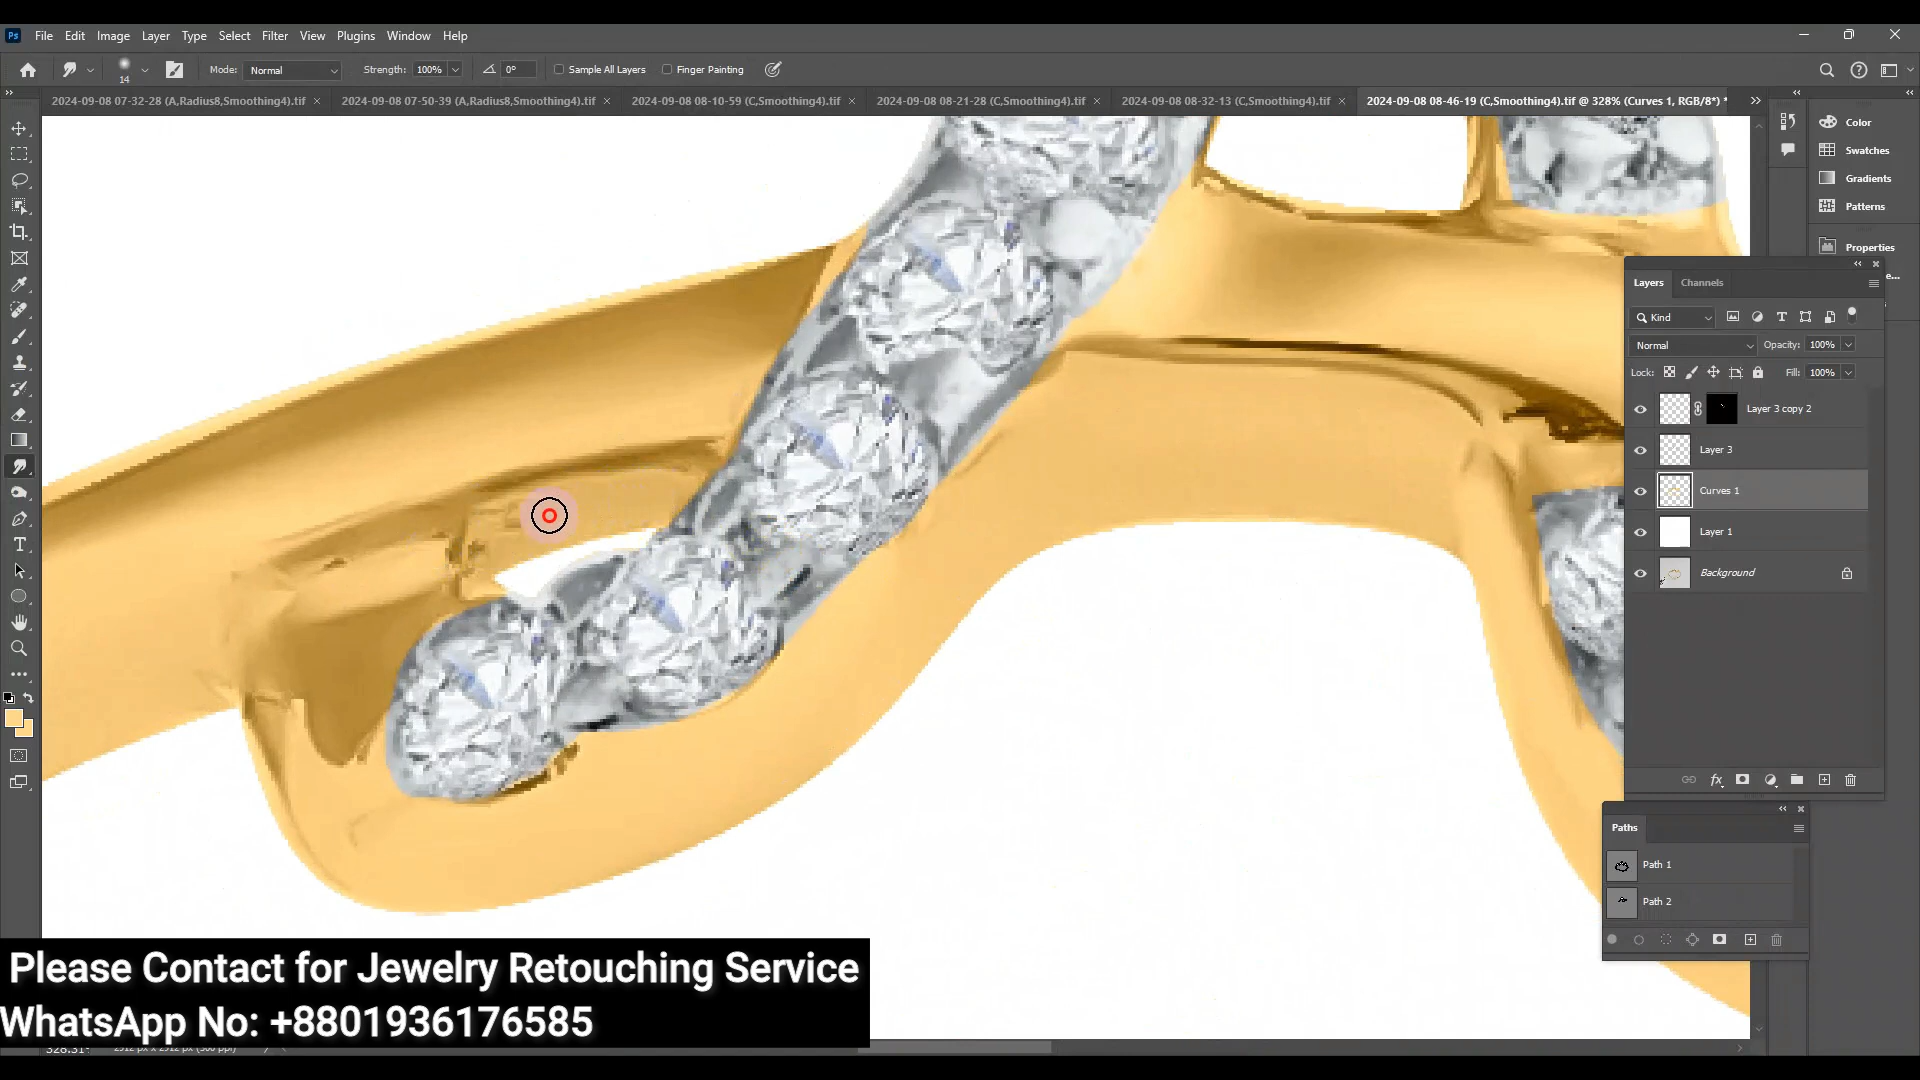 Ps File Edit Image Layer Type Select Filter View Plugins Window Help
14 Mode: Normal Strength: 100% 0° Sample All Layers Finger Painting
2024-09-08 07-32-28 (A,Radius8,Smoothing4).tif × 2024-09-08 07-50-39 (A,Radius8,Smoothing4).tif × 2024-09-08 08-10-59 (C,Smoothing4).tif × 2024-09-08 08-21-28 (C,Smoothing4).tif × 2024-09-08 08-32-13 (C,Smoothing4).tif × 2024-09-08 08-46-19 (C,Smoothing4).tif @ 328% (Curves 1, RGB/8*) *
Color
Swatches
Gradients
Patterns
Properties
Layers Channels
Kind
Normal Opacity: 100%
Lock: Fill: 100%
Layer 3 copy 2
Layer 3
Curves 1
Layer 1
Background
fx
Paths
Path 1
Path 2
Please Contact for Jewelry Retouching Service
WhatsApp No: +8801936176585